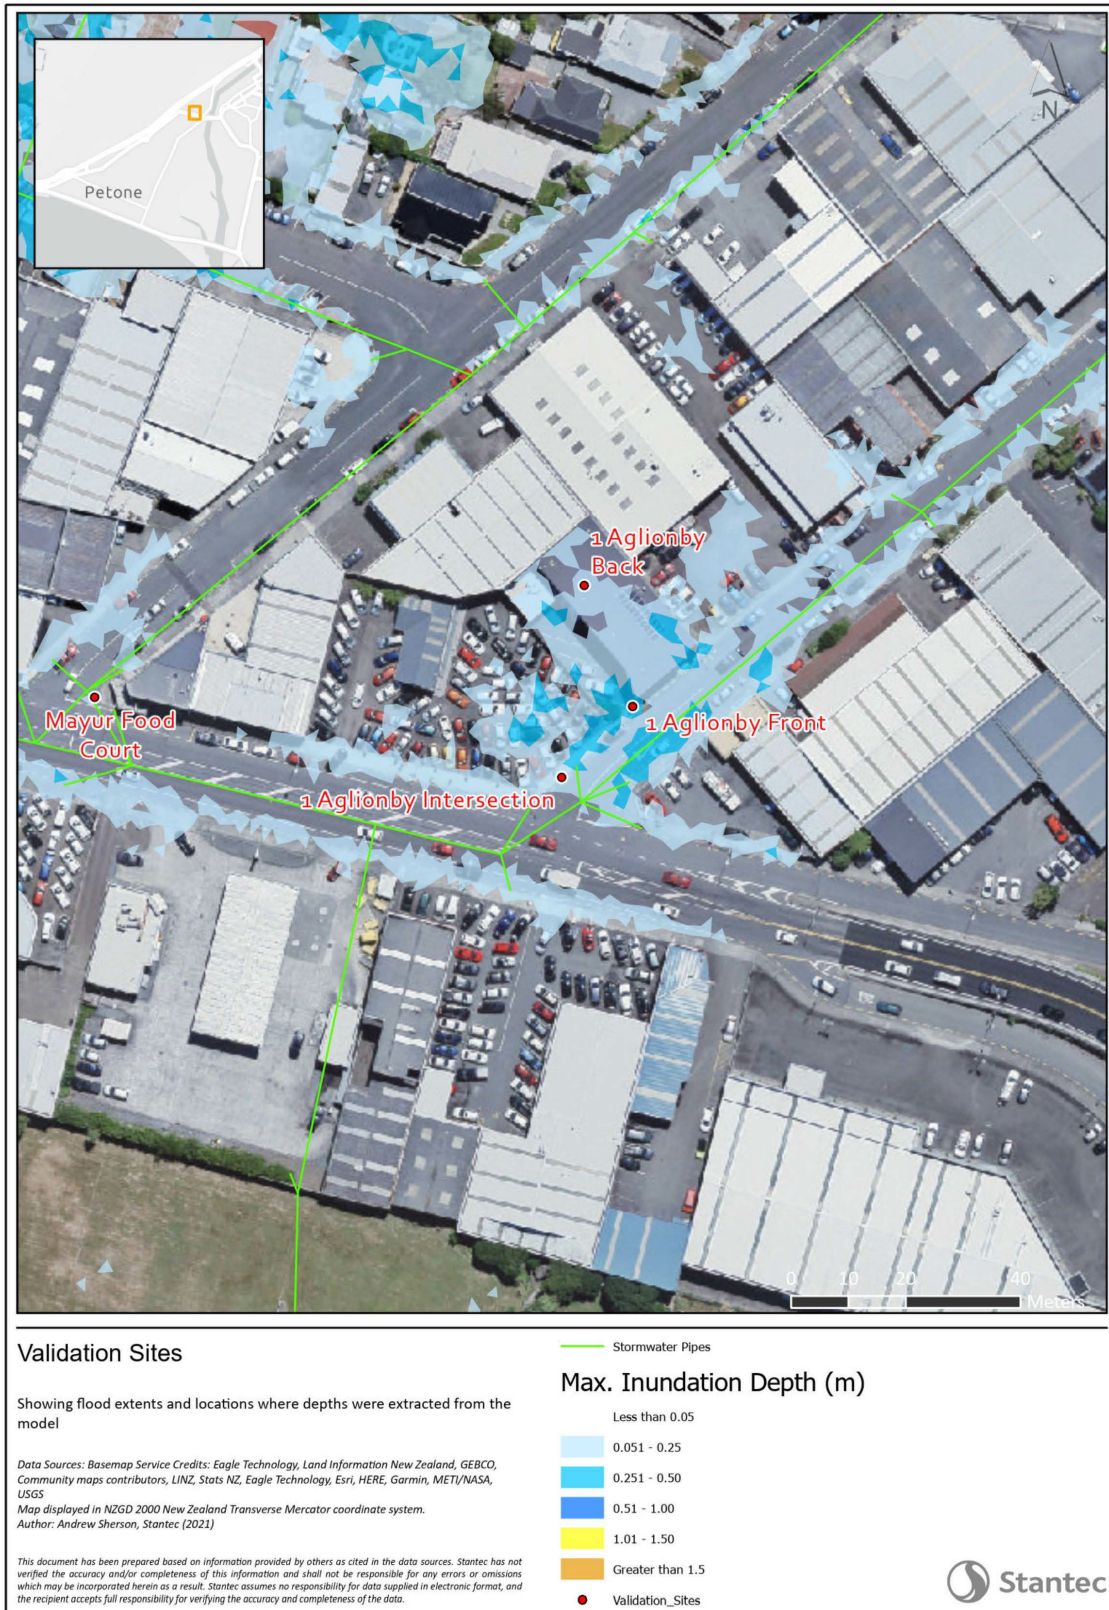 Petone
N
1 Aglionby
Back
Mayur Food
Court
1 Aglionby Front
1 Aglionby Intersection
0 10 20 40
Meters
Validation Sites
Showing flood extents and locations where depths were extracted from the
model
Data Sources: Basemap Service Credits: Eagle Technology, Land Information New Zealand, GEBCO,
Community maps contributors, LINZ, Stats NZ, Eagle Technology, Esri, HERE, Garmin, METI/NASA,
USGS
Map displayed in NZGD 2000 New Zealand Transverse Mercator coordinate system.
Author: Andrew Sherson, Stantec (2021)
This document has been prepared based on information provided by others as cited in the data sources. Stantec has not
verified the accuracy and/or completeness of this information and shall not be responsible for any errors or omissions
which may be incorporated herein as a result. Stantec assumes no responsibility for data supplied in electronic format, and
the recipient accepts full responsibility for verifying the accuracy and completeness of the data.
Stormwater Pipes
Max. Inundation Depth (m)
Less than 0.05
0.051 - 0.25
0.251 - 0.50
0.51 - 1.00
1.01 - 1.50
Greater than 1.5
Validation_Sites
Stantec